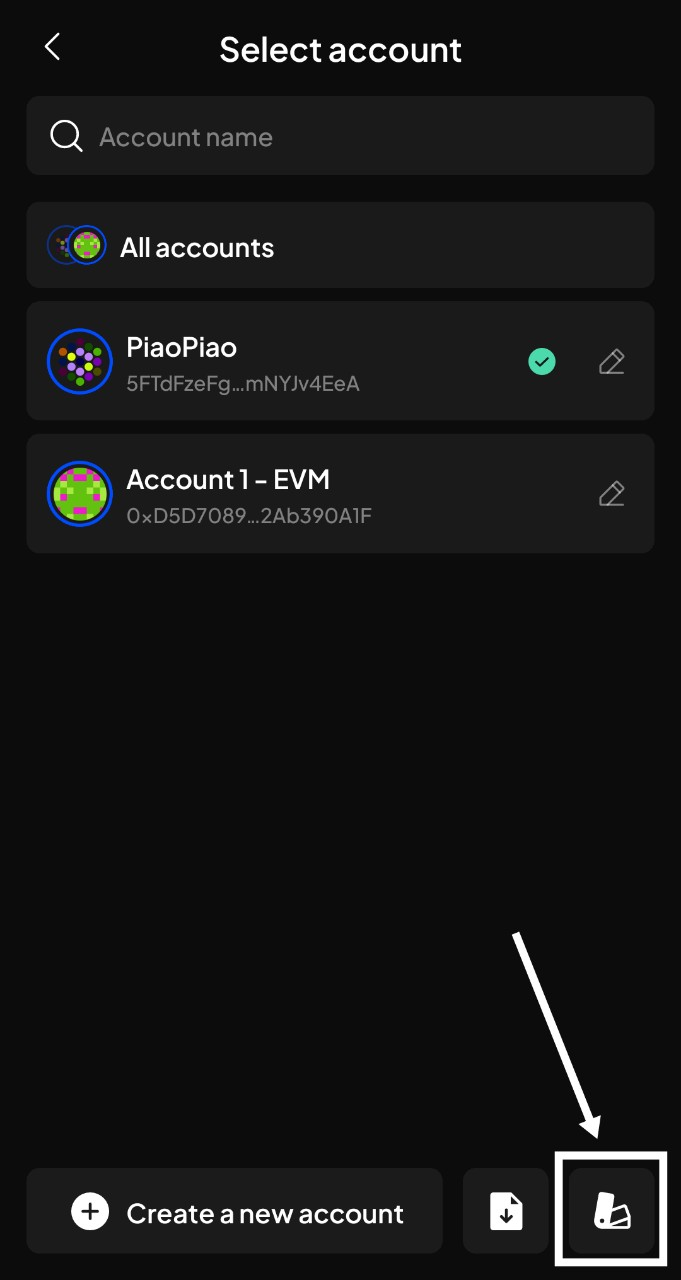 Select account
Account name
All accounts
PiaoPiao
5FTdFzeFg...mNYJv4EeA
Account 1 – EVM
0xD5D7089...2Ab390A1F
Create a new account